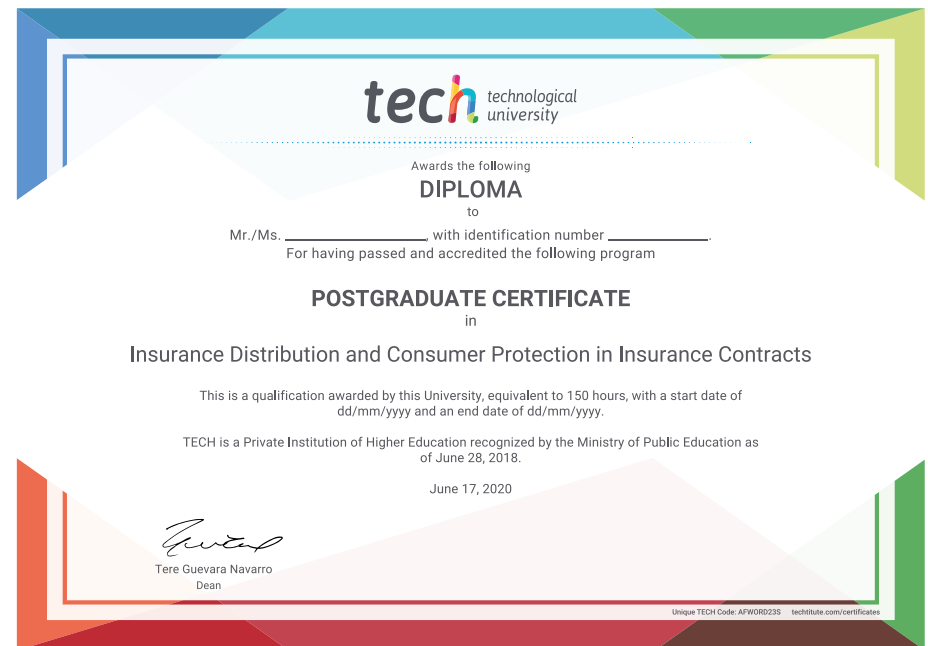 tech technological
university
Awards the following
DIPLOMA
to
Mr./Ms. ____________, with identification number ____________.
For having passed and accredited the following program
POSTGRADUATE CERTIFICATE
in
Insurance Distribution and Consumer Protection in Insurance Contracts
This is a qualification awarded by this University, equivalent to 150 hours, with a start date of
dd/mm/yyyy and an end date of dd/mm/yyyy.
TECH is a Private Institution of Higher Education recognized by the Ministry of Public Education as
of June 28, 2018.
June 17, 2020
Tere Guevara Navarro
Dean
Unique TECH Code: AFWORD23S techtitute.com/certificates